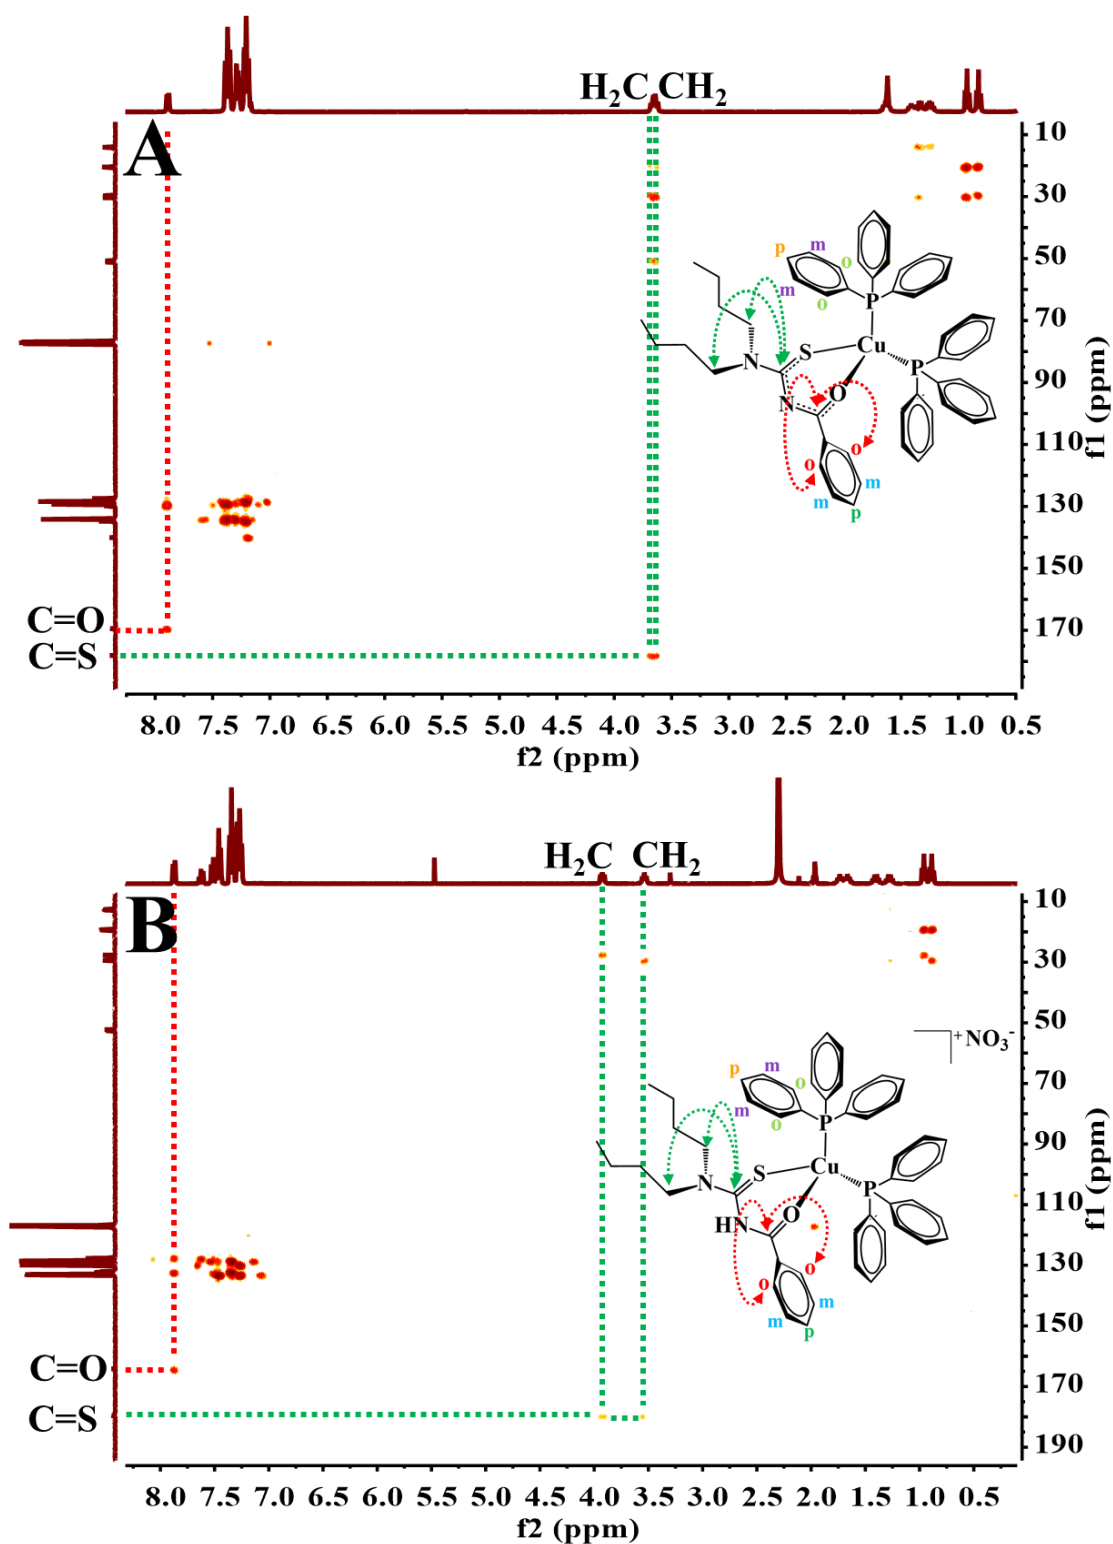 H₂C CH₂
A
10
30
50
70
90
110
130
150
170
f1 (ppm)
p m o m o
P
Cu
P
S
N
N
O
o
o
m
m
p
C=O
C=S
8.0 7.5 7.0 6.5 6.0 5.5 5.0 4.5 4.0 3.5 3.0 2.5 2.0 1.5 1.0 0.5
f2 (ppm)
H₂C CH₂
B
10
30
50
70
90
110
130
150
170
190
f1 (ppm)
+ NO₃⁻
p m o m o
P
Cu
P
S
N
HN
O
o
o
m
m
p
C=O
C=S
8.0 7.5 7.0 6.5 6.0 5.5 5.0 4.5 4.0 3.5 3.0 2.5 2.0 1.5 1.0 0.5
f2 (ppm)